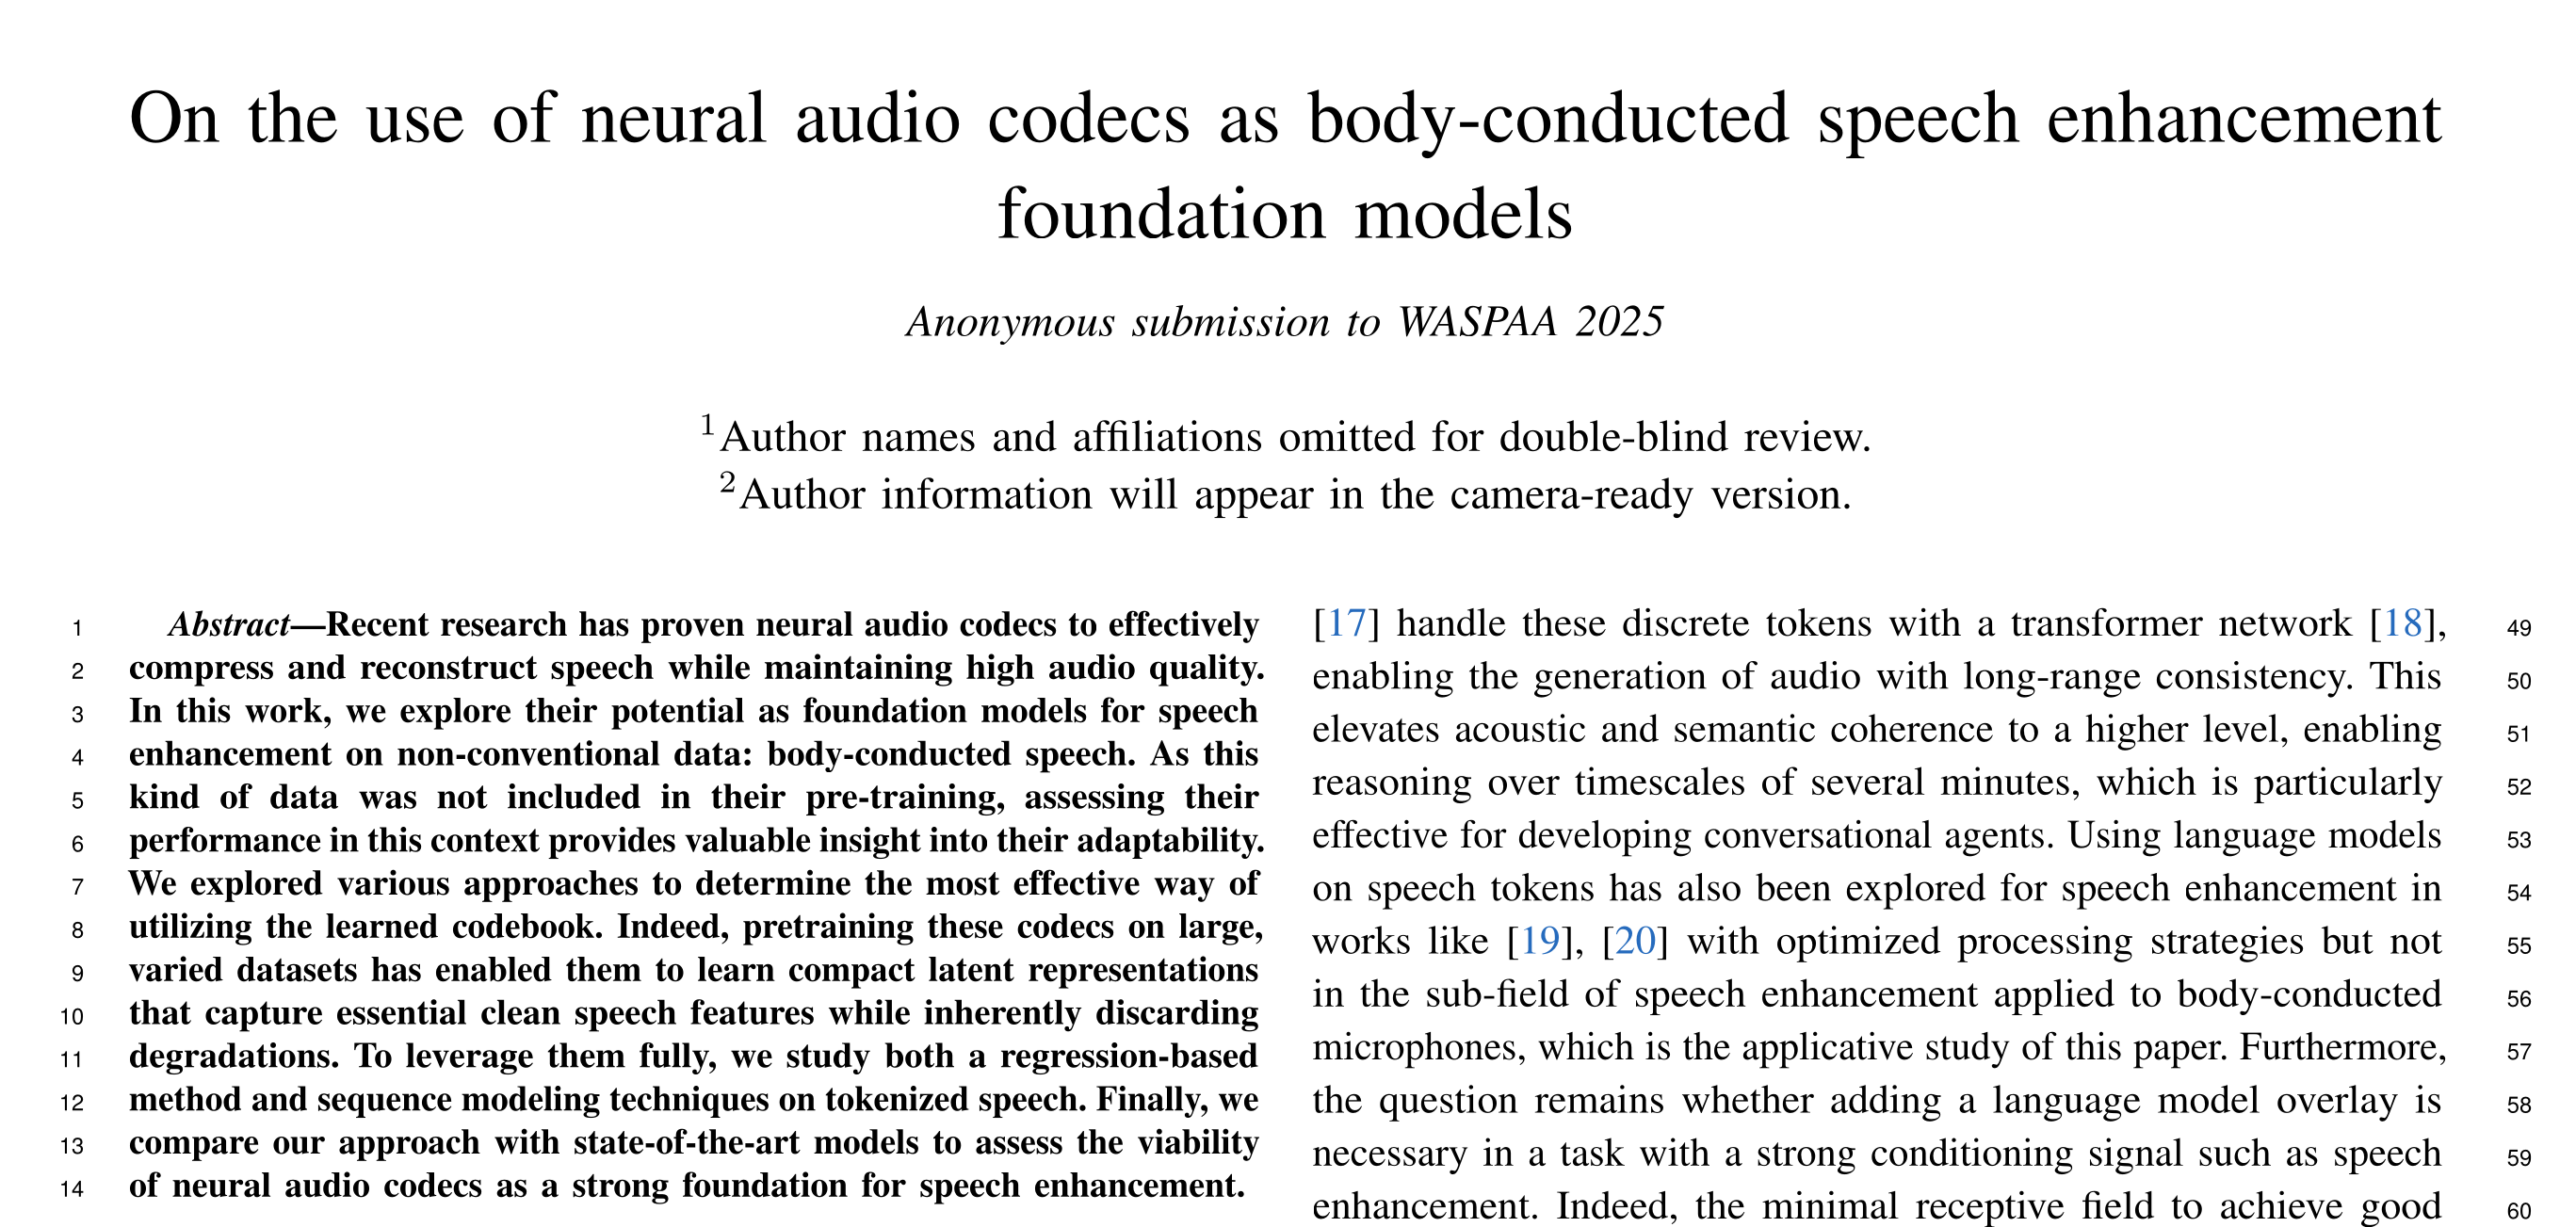 On the use of neural audio codecs as body-conducted speech enhancement
foundation models
Anonymous submission to WASPAA 2025
¹Author names and affiliations omitted for double-blind review.
²Author information will appear in the camera-ready version.
1 Abstract—Recent research has proven neural audio codecs to effectively
2 compress and reconstruct speech while maintaining high audio quality.
3 In this work, we explore their potential as foundation models for speech
4 enhancement on non-conventional data: body-conducted speech. As this
5 kind of data was not included in their pre-training, assessing their
6 performance in this context provides valuable insight into their adaptability.
7 We explored various approaches to determine the most effective way of
8 utilizing the learned codebook. Indeed, pretraining these codecs on large,
9 varied datasets has enabled them to learn compact latent representations
10 that capture essential clean speech features while inherently discarding
11 degradations. To leverage them fully, we study both a regression-based
12 method and sequence modeling techniques on tokenized speech. Finally, we
13 compare our approach with state-of-the-art models to assess the viability
14 of neural audio codecs as a strong foundation for speech enhancement.
[17] handle these discrete tokens with a transformer network [18], 49
enabling the generation of audio with long-range consistency. This 50
elevates acoustic and semantic coherence to a higher level, enabling 51
reasoning over timescales of several minutes, which is particularly 52
effective for developing conversational agents. Using language models 53
on speech tokens has also been explored for speech enhancement in 54
works like [19], [20] with optimized processing strategies but not 55
in the sub-field of speech enhancement applied to body-conducted 56
microphones, which is the applicative study of this paper. Furthermore, 57
the question remains whether adding a language model overlay is 58
necessary in a task with a strong conditioning signal such as speech 59
enhancement. Indeed, the minimal receptive field to achieve good 60